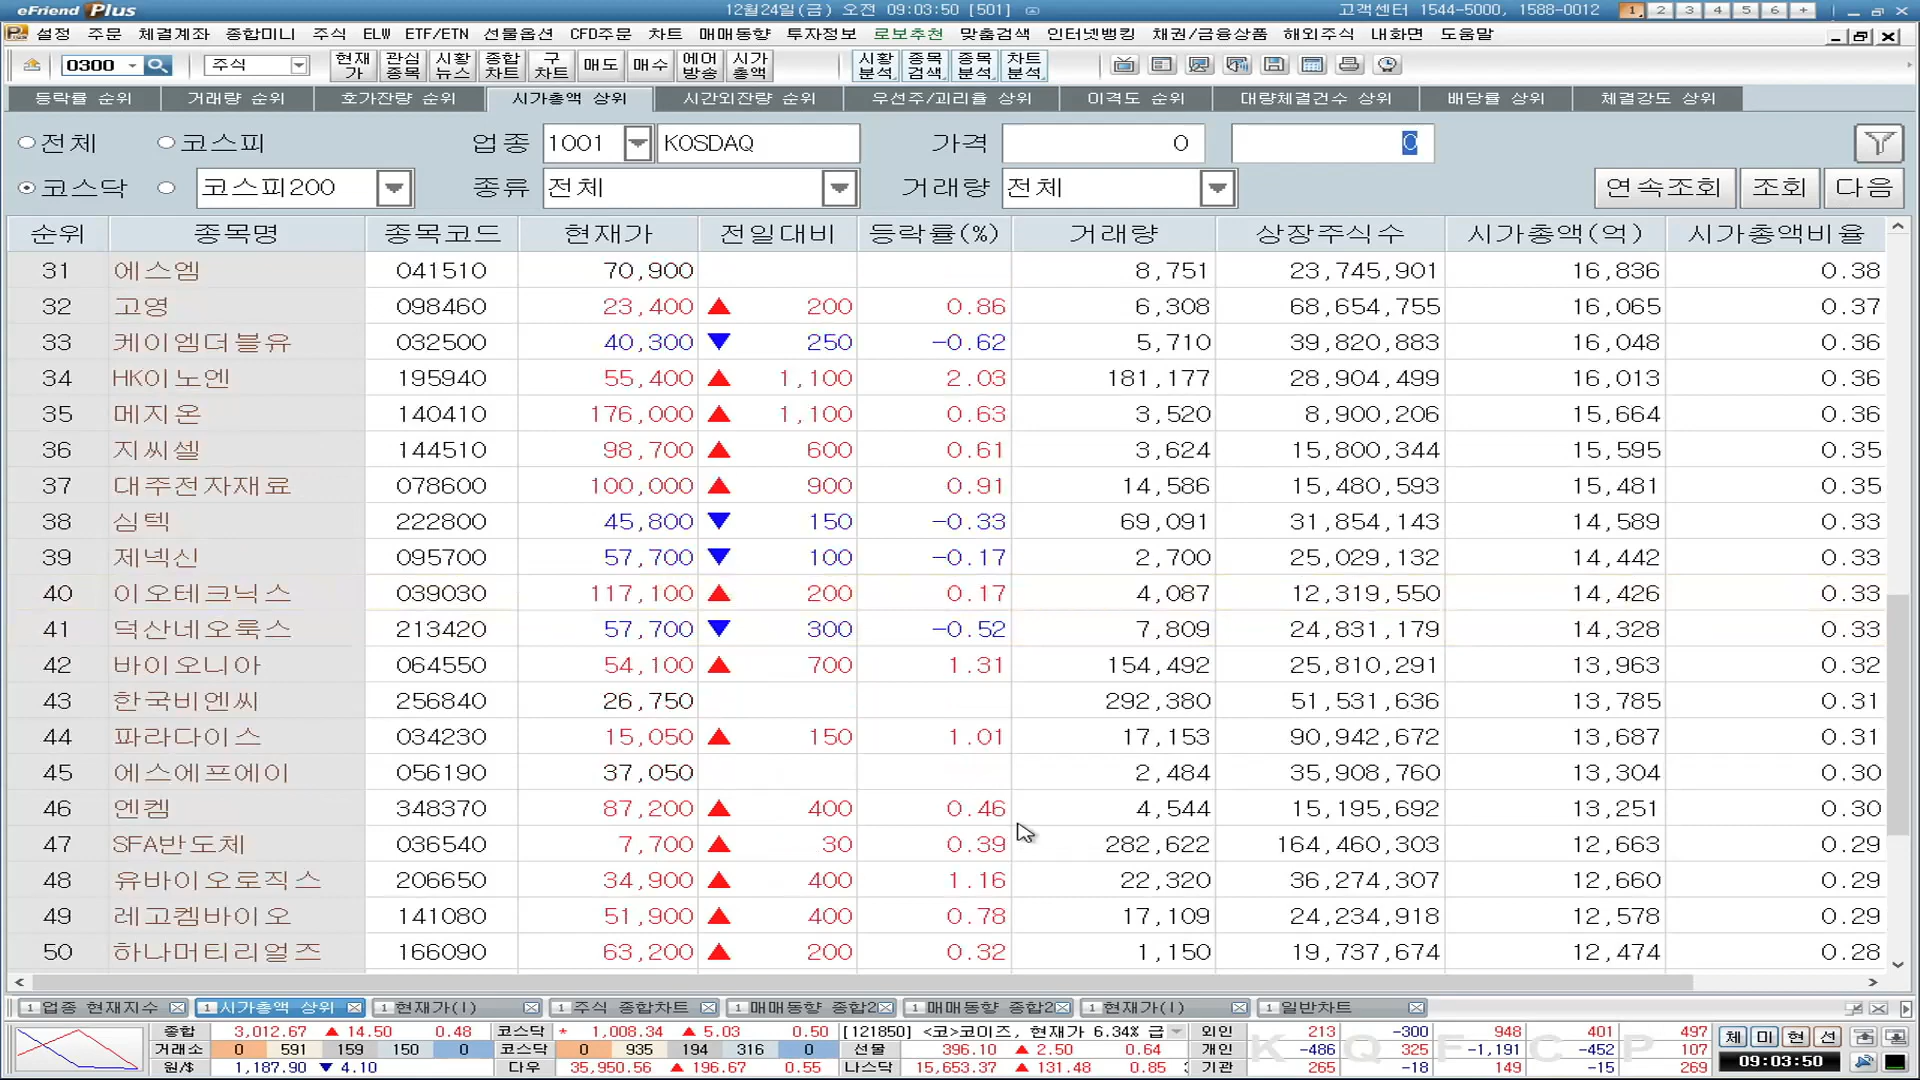 eFriend Plus 12월24일(금) 오전 09:03:50 [501] 고객센터 1544-5000, 1588-0012 1 2 3 4 5 6 +
설정 주문 체결계좌 종합미니 주식 ELW ETF/ETN 선물옵션 CFD주문 차트 매매동향 투자정보 로보추천 맞춤검색 인터넷뱅킹 채권/금융상품 해외주식 내화면 도움말
0300 주식 현재가 관심종목 시황뉴스 종합차트 구차트 매도 매수 에어방송 시가총액 시황분석 종목검색 종목분석 차트분석
등락률 순위 거래량 순위 호가잔량 순위 시가총액 상위 시간외잔량 순위 우선주/괴리율 상위 이격도 순위 대량체결건수 상위 배당률 상위 체결강도 상위
전체 코스피 업종 1001 KOSDAQ 가격 0 0
코스닥 코스피200 종류 전체 거래량 전체 연속조회 조회 다음
순위 종목명 종목코드 현재가 전일대비 등락률(%) 거래량 상장주식수 시가총액(억) 시가총액비율
31 에스엠 041510 70,900 8,751 23,745,901 16,836 0.38
32 고영 098460 23,400 ▲ 200 0.86 6,308 68,654,755 16,065 0.37
33 케이엠더블유 032500 40,300 ▼ 250 -0.62 5,710 39,820,883 16,048 0.36
34 HK이노엔 195940 55,400 ▲ 1,100 2.03 181,177 28,904,499 16,013 0.36
35 메지온 140410 176,000 ▲ 1,100 0.63 3,520 8,900,206 15,664 0.36
36 지씨셀 144510 98,700 ▲ 600 0.61 3,624 15,800,344 15,595 0.35
37 대주전자재료 078600 100,000 ▲ 900 0.91 14,586 15,480,593 15,481 0.35
38 심텍 222800 45,800 ▼ 150 -0.33 69,091 31,854,143 14,589 0.33
39 제넥신 095700 57,700 ▼ 100 -0.17 2,700 25,029,132 14,442 0.33
40 이오테크닉스 039030 117,100 ▲ 200 0.17 4,087 12,319,550 14,426 0.33
41 덕산네오룩스 213420 57,700 ▼ 300 -0.52 7,809 24,831,179 14,328 0.33
42 바이오니아 064550 54,100 ▲ 700 1.31 154,492 25,810,291 13,963 0.32
43 한국비엔씨 256840 26,750 292,380 51,531,636 13,785 0.31
44 파라다이스 034230 15,050 ▲ 150 1.01 17,153 90,942,672 13,687 0.31
45 에스에프에이 056190 37,050 2,484 35,908,760 13,304 0.30
46 엔켐 348370 87,200 ▲ 400 0.46 4,544 15,195,692 13,251 0.30
47 SFA반도체 036540 7,700 ▲ 30 0.39 282,622 164,460,303 12,663 0.29
48 유바이오로직스 206650 34,900 ▲ 400 1.16 22,320 36,274,307 12,660 0.29
49 레고켐바이오 141080 51,900 ▲ 400 0.78 17,109 24,234,918 12,578 0.29
50 하나머티리얼즈 166090 63,200 ▲ 200 0.32 1,150 19,737,674 12,474 0.28
1 업종 현재지수 1 시가총액 상위 1 현재가(1) 1 주식 종합차트 1 매매동향 종합2 1 매매동향 종합2 1 현재가(1) 1 일반차트
종합 3,012.67 ▲ 14.50 0.48 코스닥 * 1,008.34 ▲ 5.03 0.50 [121850] <코>코이즈, 현재가 6.34% 급 외인 213 -300 948 401 497 체 미 현 선
거래소 0 591 159 150 0 코스닥 0 935 194 316 0 선물 396.10 ▲ 2.50 0.64 개인 -486 325 -1,191 -452 107
원/$ 1,187.90 ▼ 4.10 다우 35,950.56 ▲ 196.67 0.55 나스닥 15,653.37 ▲ 131.48 0.85 기관 265 -18 149 -15 269 09:03:50
K Q F C P